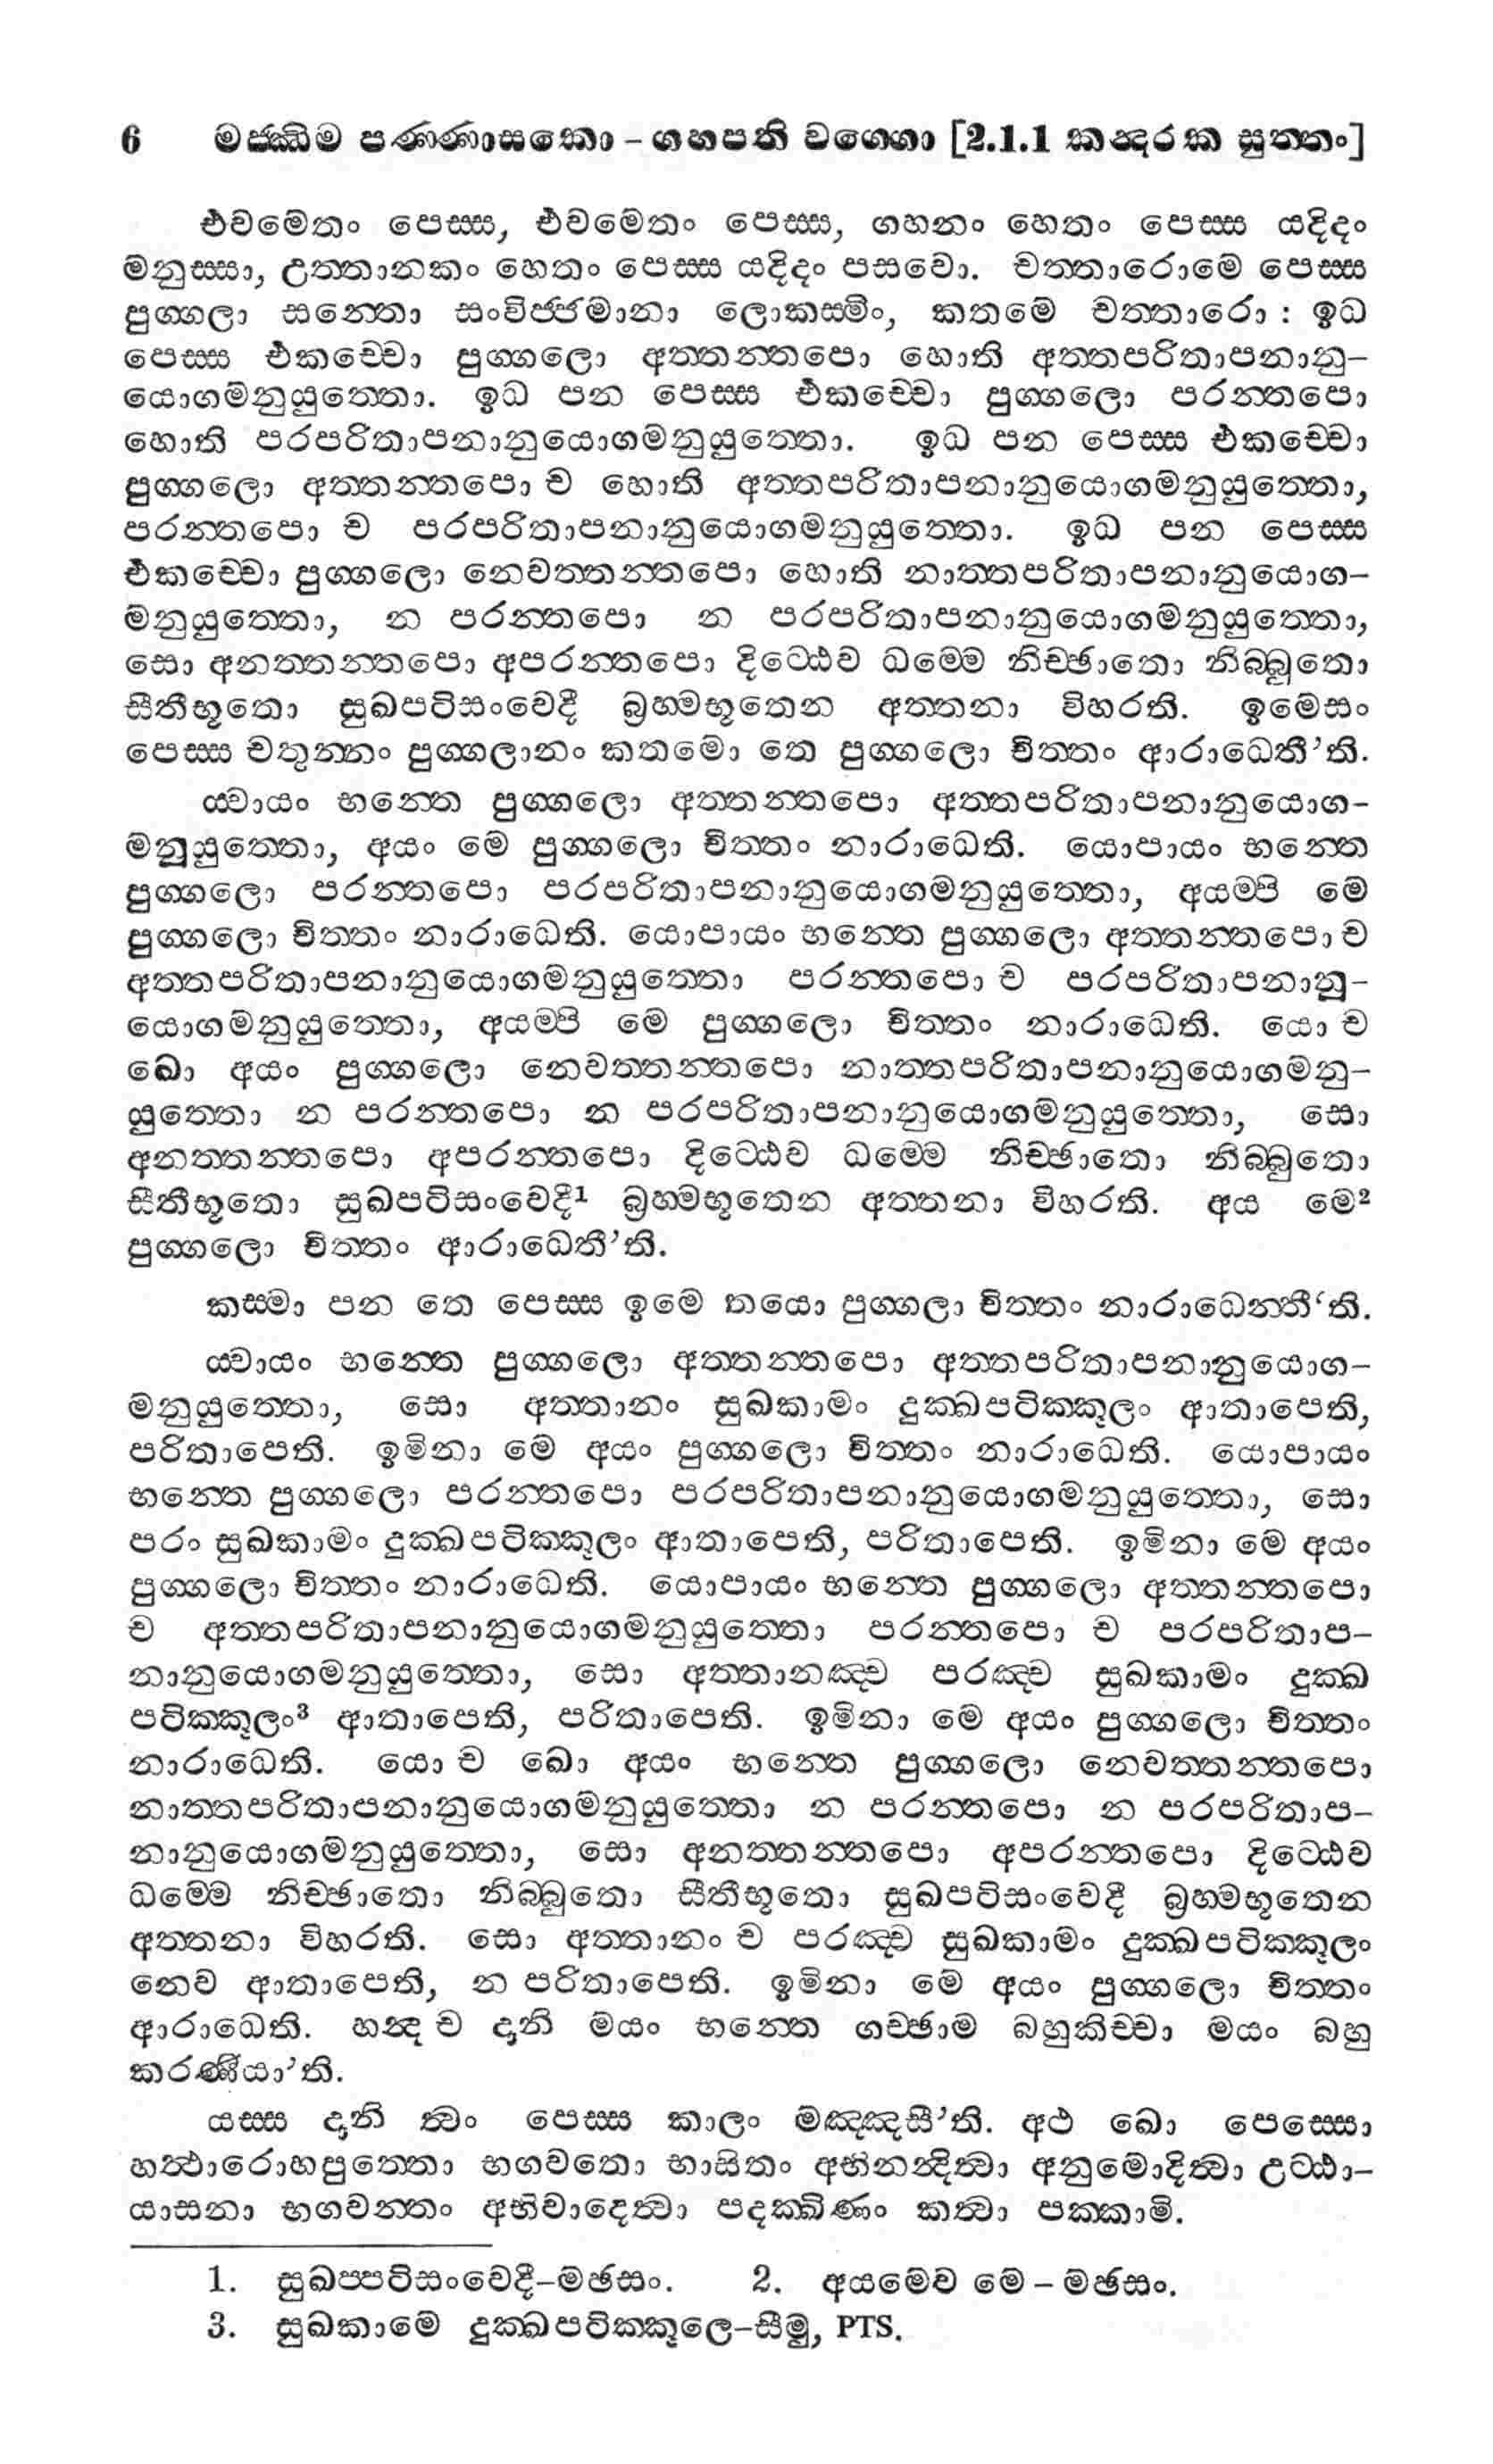 6 මජ්ඣිම පණ්ණාසකො – ගහපති වග්ගො [2.1.1 කන්‍දරක සුත්තං]
එවමේතං පෙස්ස, එවමේතං පෙස්ස, ගහනං හෙතං පෙස්ස යදිදං
මනුස්සා, උත්තානකං හෙතං පෙස්ස යදිදං පසවො. චත්තාරොමේ පෙස්ස
පුග්ගලා සන්තො සංවිජ්ජමානා ලොකස්මිං, කතමේ චත්තාරො : ඉධ
පෙස්ස එකච්චො පුග්ගලො අත්තන්තපො හොති අත්තපරිතාපනානු-
යොගමනුයුත්තො. ඉධ පන පෙස්ස එකච්චො පුග්ගලො පරන්තපො
හොති පරපරිතාපනානුයොගමනුයුත්තො. ඉධ පන පෙස්ස එකච්චො
පුග්ගලො අත්තන්තපො ච හොති අත්තපරිතාපනානුයොගමනුයුත්තො,
පරන්තපො ච පරපරිතාපනානුයොගමනුයුත්තො. ඉධ පන පෙස්ස
එකච්චො පුග්ගලො නෙවත්තන්තපො හොති නාත්තපරිතාපනානුයොග-
මනුයුත්තො, න පරන්තපො න පරපරිතාපනානුයොගමනුයුත්තො,
සො අනත්තන්තපො අපරන්තපො දිට්ඨෙව ධම්මෙ නිච්ඡාතො නිබ්බුතො
සීතීභූතො සුඛපටිසංවෙදී බ්‍රහ්මභූතෙන අත්තනා විහරති. ඉමේසං
පෙස්ස චතුන්නං පුග්ගලානං කතමො තෙ පුග්ගලො චිත්තං ආරාධෙතී’ති.
ය්වායං භන්තෙ පුග්ගලො අත්තන්තපො අත්තපරිතාපනානුයොග-
මනුයුත්තො, අයං මේ පුග්ගලො චිත්තං නාරාධෙති. යොපායං භන්තෙ
පුග්ගලො පරන්තපො පරපරිතාපනානුයොගමනුයුත්තො, අයම්පි මේ
පුග්ගලො චිත්තං නාරාධෙති. යොපායං භන්තෙ පුග්ගලො අත්තන්තපො ච
අත්තපරිතාපනානුයොගමනුයුත්තො පරන්තපො ච පරපරිතාපනානු-
යොගමනුයුත්තො, අයම්පි මේ පුග්ගලො චිත්තං නාරාධෙති. යො ච
ඛො අයං පුග්ගලො නෙවත්තන්තපො නාත්තපරිතාපනානුයොගමනු-
යුත්තො න පරන්තපො න පරපරිතාපනානුයොගමනුයුත්තො, සො
අනත්තන්තපො අපරන්තපො දිට්ඨෙව ධම්මෙ නිච්ඡාතො නිබ්බුතො
සීතීභූතො සුඛපටිසංවෙදී¹ බ්‍රහ්මභූතෙන අත්තනා විහරති. අය මෙ²
පුග්ගලො චිත්තං ආරාධෙතී’ති.
කස්මා පන තෙ පෙස්ස ඉමේ තයො පුග්ගලා චිත්තං නාරාධෙන්තී‘ති.
ය්වායං භන්තෙ පුග්ගලො අත්තන්තපො අත්තපරිතාපනානුයොග-
මනුයුත්තො, සො අත්තානං සුඛකාමං දුක්ඛපටික්කූලං ආතාපෙති,
පරිතාපෙති. ඉමිනා මේ අයං පුග්ගලො චිත්තං නාරාධෙති. යොපායං
භන්තෙ පුග්ගලො පරන්තපො පරපරිතාපනානුයොගමනුයුත්තො, සො
පරං සුඛකාමං දුක්ඛපටික්කූලං ආතාපෙති, පරිතාපෙති. ඉමිනා මේ අයං
පුග්ගලො චිත්තං නාරාධෙති. යොපායං භන්තෙ පුග්ගලො අත්තන්තපො
ච අත්තපරිතාපනානුයොගමනුයුත්තො පරන්තපො ච පරපරිතාප-
නානුයොගමනුයුත්තො, සො අත්තානඤ්ච පරඤ්ච සුඛකාමං දුක්ඛ
පටික්කූලං³ ආතාපෙති, පරිතාපෙති. ඉමිනා මේ අයං පුග්ගලො චිත්තං
නාරාධෙති. යො ච ඛො අයං භන්තෙ පුග්ගලො නෙවත්තන්තපො
නාත්තපරිතාපනානුයොගමනුයුත්තො න පරන්තපො න පරපරිතාප-
නානුයොගමනුයුත්තො, සො අනත්තන්තපො අපරන්තපො දිට්ඨෙව
ධම්මෙ නිච්ඡාතො නිබ්බුතො සීතීභූතො සුඛපටිසංවෙදී බ්‍රහ්මභූතෙන
අත්තනා විහරති. සො අත්තානං ච පරඤ්ච සුඛකාමං දුක්ඛපටික්කූලං
නෙව ආතාපෙති, න පරිතාපෙති. ඉමිනා මේ අයං පුග්ගලො චිත්තං
ආරාධෙති. හන්‍ද ච දානි මයං භන්තෙ ගච්ඡාම බහුකිච්චා මයං බහු
කරණීයා’ති.
යස්ස දානි ත්‍වං පෙස්ස කාලං මඤ්ඤසී’ති. අථ ඛො පෙස්සො
හත්‍ථාරොහපුත්තො භගවතො භාසිතං අභිනන්‍දිත්‍වා අනුමොදිත්‍වා උට්ඨා-
යාසනා භගවන්තං අභිවාදෙත්‍වා පදක්ඛිණං කත්‍වා පක්කාමි.
1. සුඛප්පටිසංවෙදී–මඡසං. 2. අයමේව මේ – මඡසං.
3. සුඛකාමේ දුක්ඛපටික්කූලෙ–සීමු, PTS.